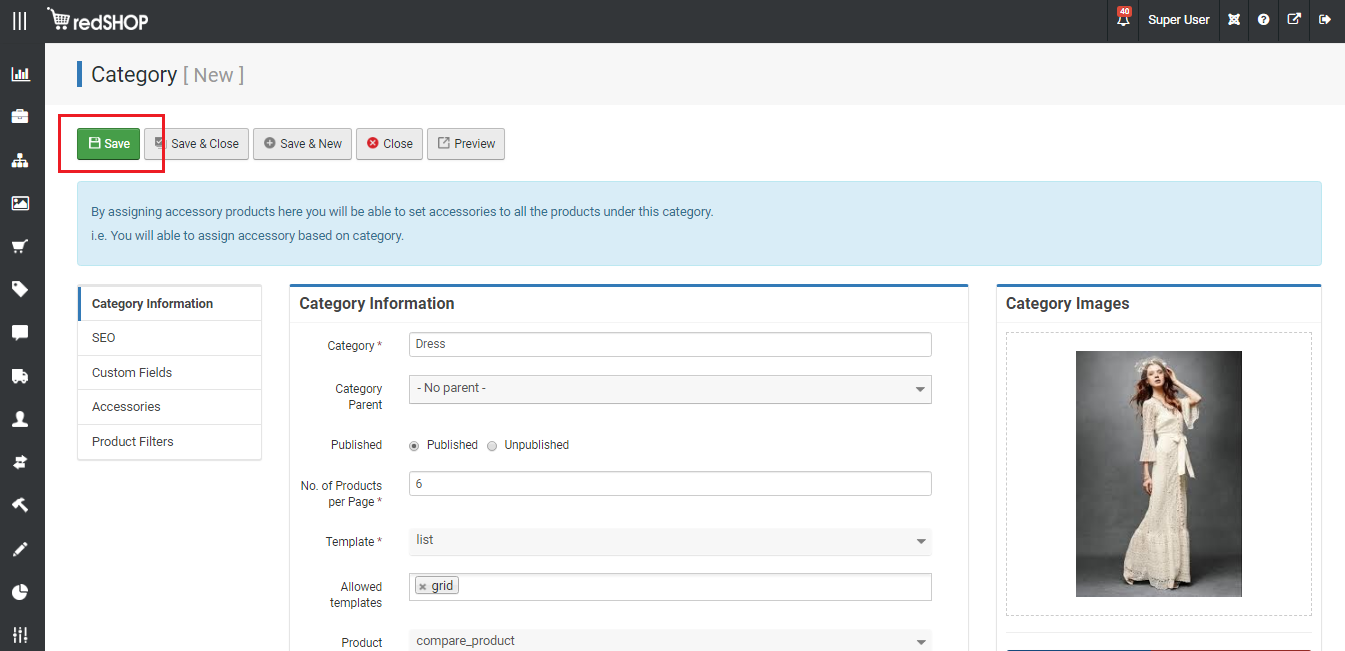 redSHOP
40
Super User
Category [ New ]
Save
Save & Close
Save & New
Close
Preview
By assigning accessory products here you will be able to set accessories to all the products under this category.
i.e. You will able to assign accessory based on category.
Category Information
SEO
Custom Fields
Accessories
Product Filters
Category Information
Category *
Dress
Category
Parent
- No parent -
Published
Published
Unpublished
No. of Products
per Page *
6
Template *
list
Allowed
templates
grid
Product
compare_product
Category Images